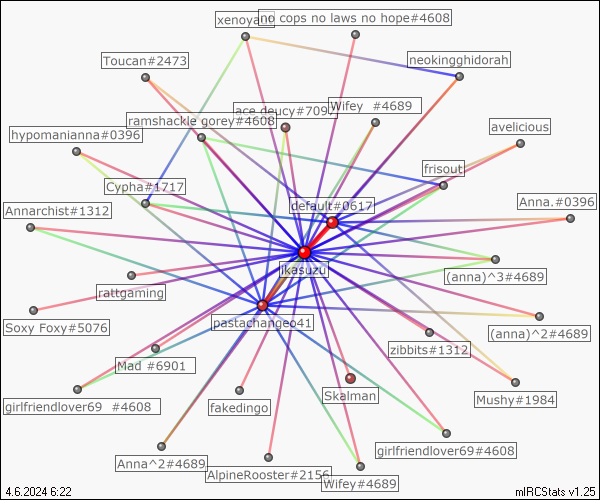 xenoyan
no cops no laws no hope#4608
Toucan#2473
neokingghidorah
ace deucy#7097
Wifey  #4689
ramshackle gorey#4608
avelicious
hypomanianna#0396
frisout
Cypha#1717
default#0617
Anna.#0396
Annarchist#1312
jkasuzu
(anna)^3#4689
rattgaming
Soxy Foxy#5076
pastachangeo41
(anna)^2#4689
zibbits#1312
Mad #6901
Skalman
Mushy#1984
girlfriendlover69  #4608
fakedingo
girlfriendlover69#4608
Anna^2#4689
AlpineRooster#2156
Wifey#4689
4.6.2024 6:22
mIRCStats v1.25